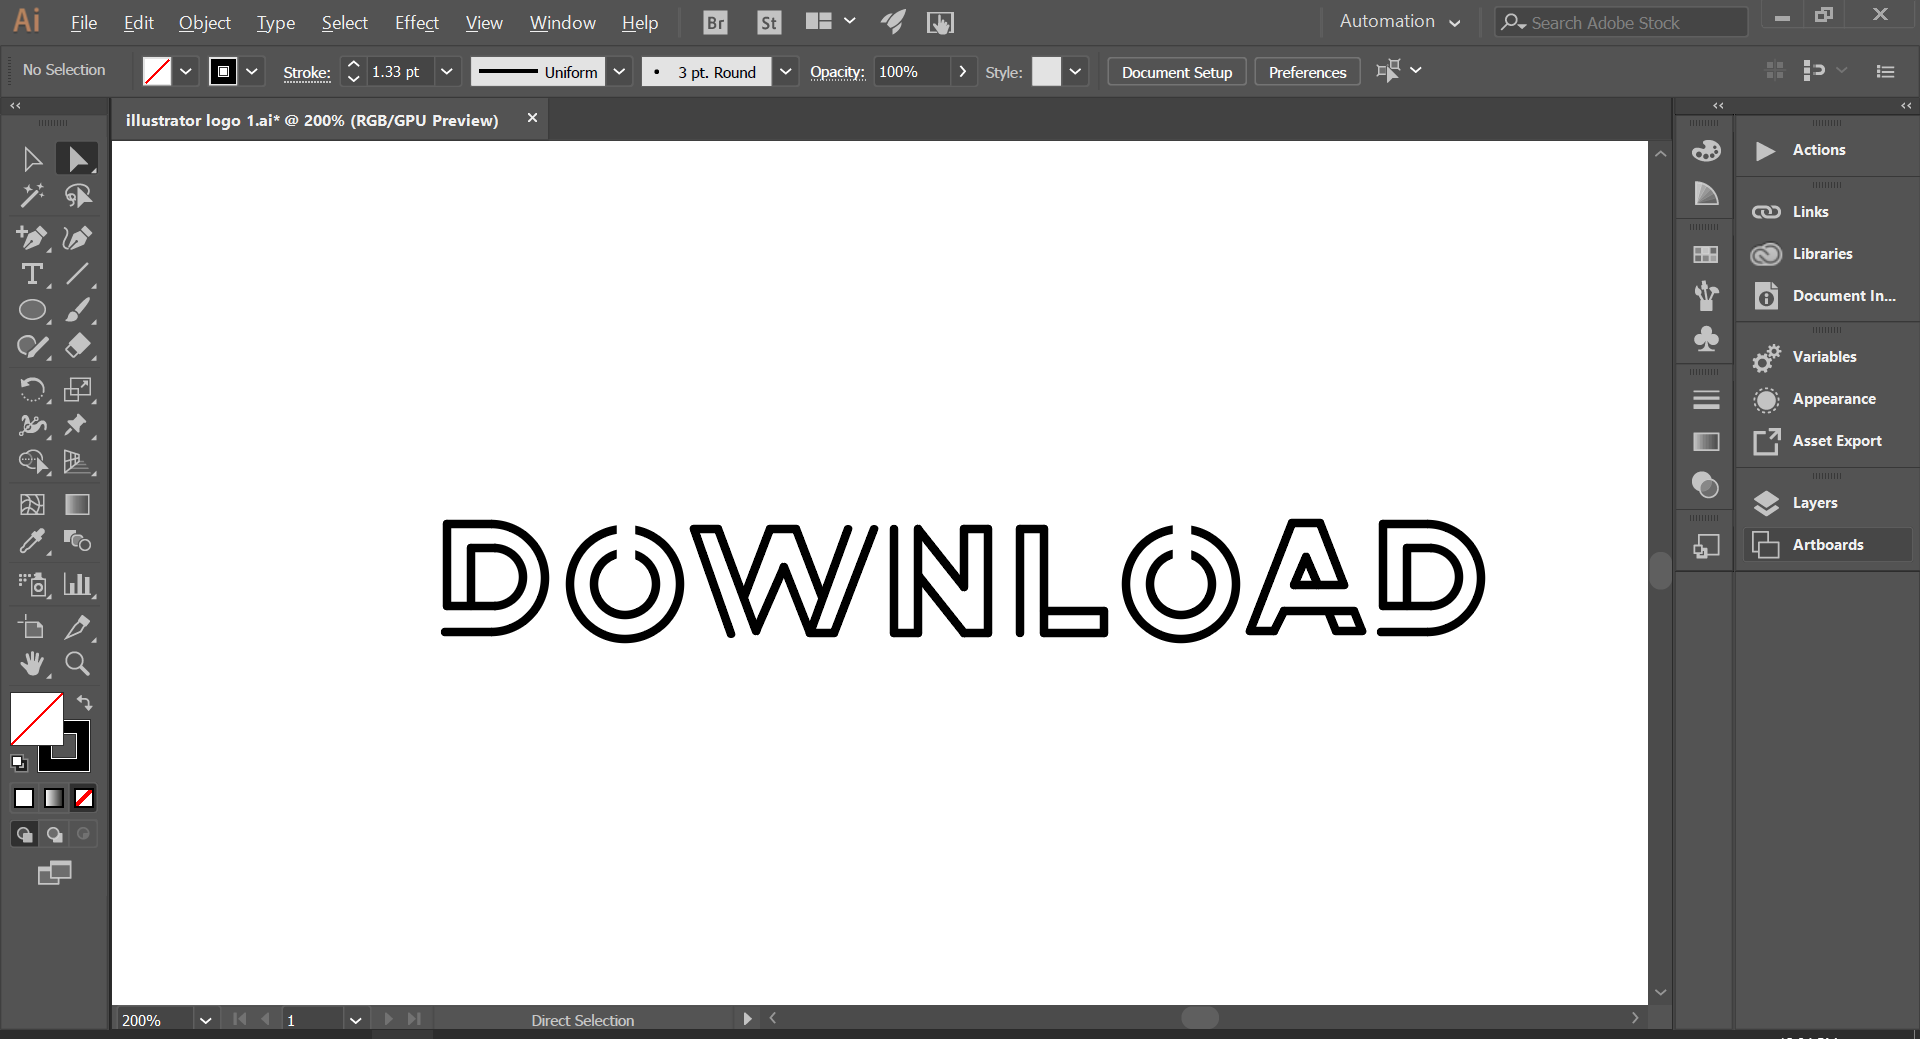 Ai File Edit Object Type Select Effect View Window Help Br St Automation Search Adobe Stock
No Selection Stroke: 1.33 pt Uniform 3 pt. Round Opacity: 100% Style: Document Setup Preferences
illustrator logo 1.ai* @ 200% (RGB/GPU Preview)
Actions
Links
Libraries
Document In...
Variables
Appearance
Asset Export
Layers
Artboards
DOWNLOAD
200% 1 Direct Selection